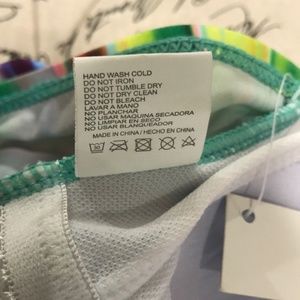 HAND WASH COLD
DO NOT IRON
DO NOT TUMBLE DRY
DO NOT DRY CLEAN
DO NOT BLEACH
LAVAR A MANO
NO PLANCHAR
NO USAR MAQUINA SECADORA
NO LIMPIAR EN SECO
NO USAR BLANQUEADOR
MADE IN CHINA / HECHO EN CHINA